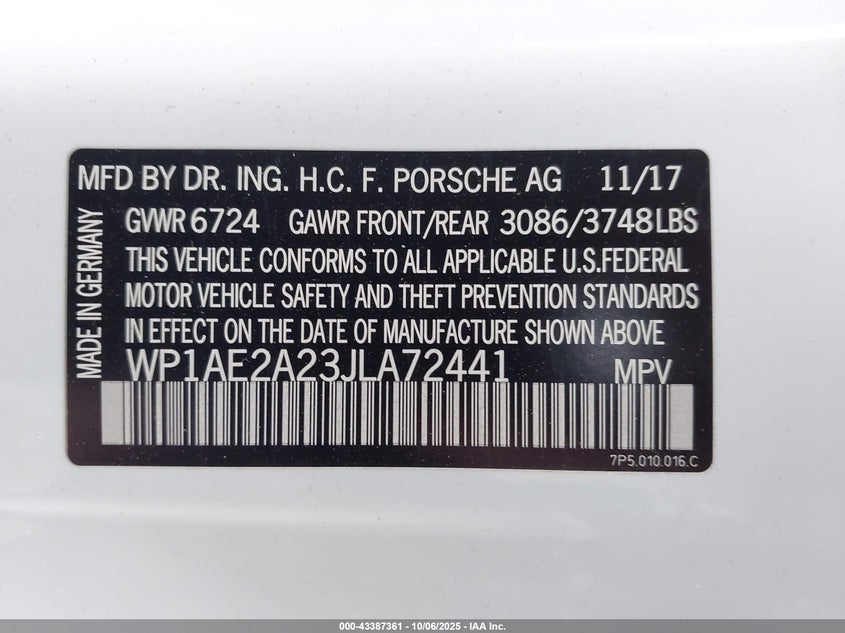 MFD BY DR. ING. H.C. F. PORSCHE AG 11/17
GVWR 6724 GAWR FRONT/REAR 3086/3748LBS
THIS VEHICLE CONFORMS TO ALL APPLICABLE U.S.FEDERAL
MOTOR VEHICLE SAFETY AND THEFT PREVENTION STANDARDS
IN EFFECT ON THE DATE OF MANUFACTURE SHOWN ABOVE
WP1AE2A23JLA72441 MPV
MADE IN GERMANY
7P5.010.016.C
000-43387361 - 10/06/2025 - IAA Inc.